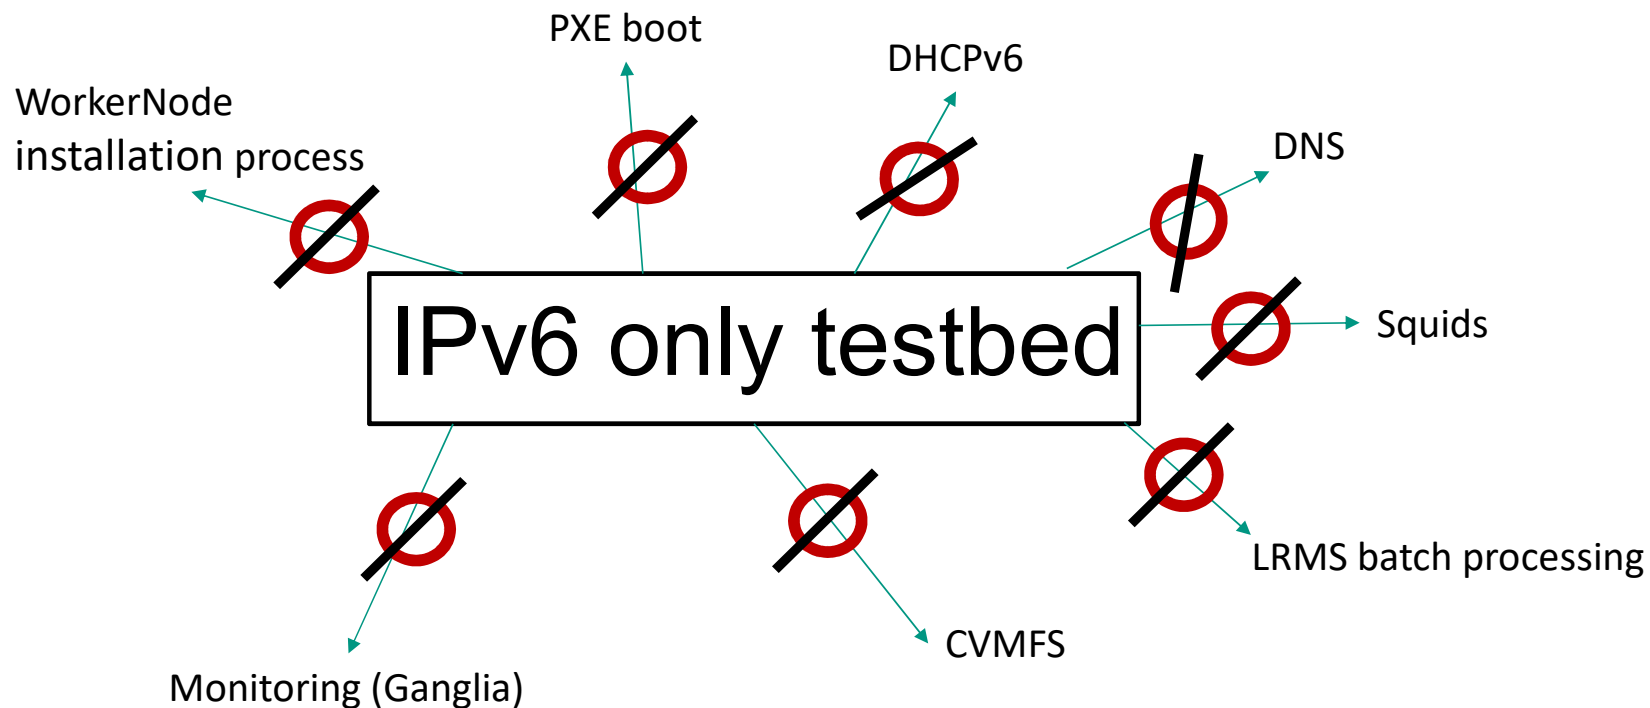 PXE boot
DHCPv6
WorkerNode
installation process
DNS
IPv6 only testbed
Squids
LRMS batch processing
CVMFS
Monitoring (Ganglia)